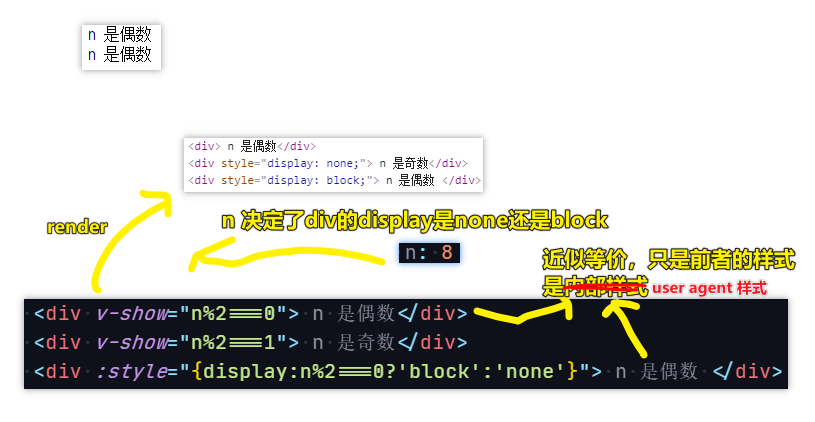 n 是偶数
n 是偶数
<div> n 是偶数</div>
<div style="display: none;"> n 是奇数</div>
<div style="display: block;"> n 是偶数 </div>
n 决定了div的display是none还是block
render
n: 8
近似等价，只是前者的样式
是内部样式 user agent 样式
<div v-show="n%2===0"> n 是偶数</div>
<div v-show="n%2===1"> n 是奇数</div>
<div :style="{display:n%2===0?'block':'none'}"> n 是偶数 </div>